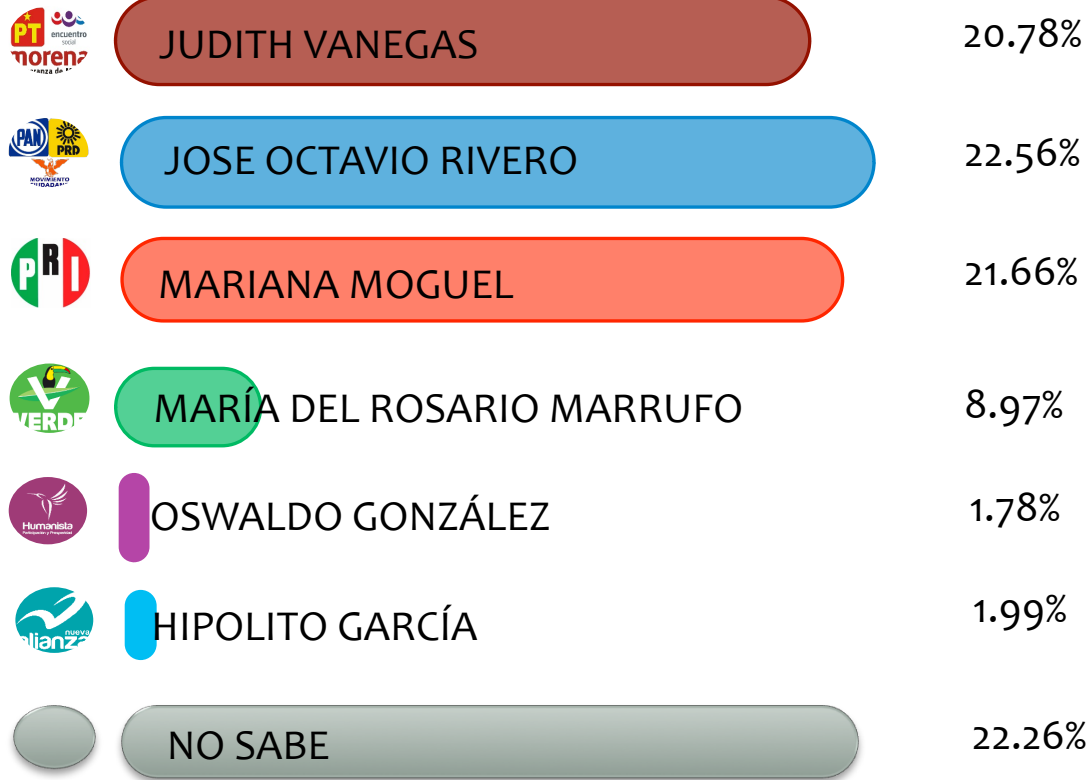 PT
encuentro
social
morena
JUDITH VANEGAS
20.78%
PAN
PRD
MOVIMIENTO
CIUDADANO
JOSE OCTAVIO RIVERO
22.56%
PRI
MARIANA MOGUEL
21.66%
VERDE
MARÍA DEL ROSARIO MARRUFO
8.97%
Humanista
OSWALDO GONZÁLEZ
1.78%
nueva
alianza
HIPOLITO GARCÍA
1.99%
NO SABE
22.26%